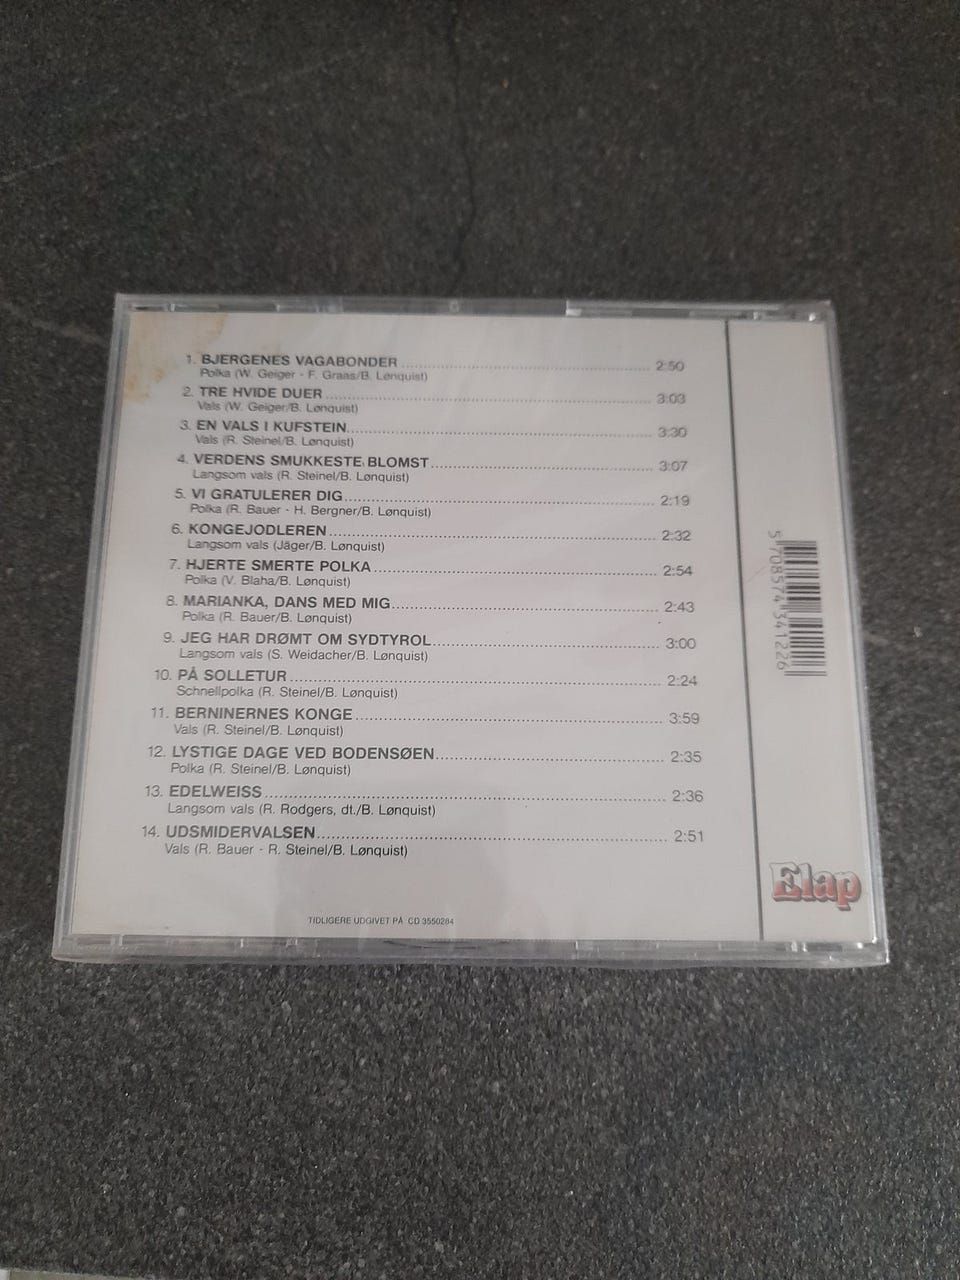 1. BJERGENES VAGABONDER 2:50
Polka (W. Geiger - F. Graas/B. Lønquist)
2. TRE HVIDE DUER 3:03
Vals (W. Geiger/B. Lønquist)
3. EN VALS I KUFSTEIN 3:30
Vals (R. Steinel/B. Lønquist)
4. VERDENS SMUKKESTE BLOMST 3:07
Langsom vals (R. Steinel/B. Lønquist)
5. VI GRATULERER DIG 2:19
Polka (R. Bauer - H. Bergner/B. Lønquist)
6. KONGEJODLEREN 2:32
Langsom vals (Jäger/B. Lønquist)
7. HJERTE SMERTE POLKA 2:54
Polka (V. Blaha/B. Lønquist)
8. MARIANKA, DANS MED MIG 2:43
Polka (R. Bauer/B. Lønquist)
9. JEG HAR DRØMT OM SYDTYROL 3:00
Langsom vals (S. Weidacher/B. Lønquist)
10. PÅ SOLLETUR 2:24
Schnellpolka (R. Steinel/B. Lønquist)
11. BERNINERNES KONGE 3:59
Vals (R. Steinel/B. Lønquist)
12. LYSTIGE DAGE VED BODENSØEN 2:35
Polka (R. Steinel/B. Lønquist)
13. EDELWEISS 2:36
Langsom vals (R. Rodgers, dt./B. Lønquist)
14. UDSMIDERVALSEN 2:51
Vals (R. Bauer - R. Steinel/B. Lønquist)
TIDLIGERE UDGIVET PÅ CD 3550284
5 708574 341226
Elap